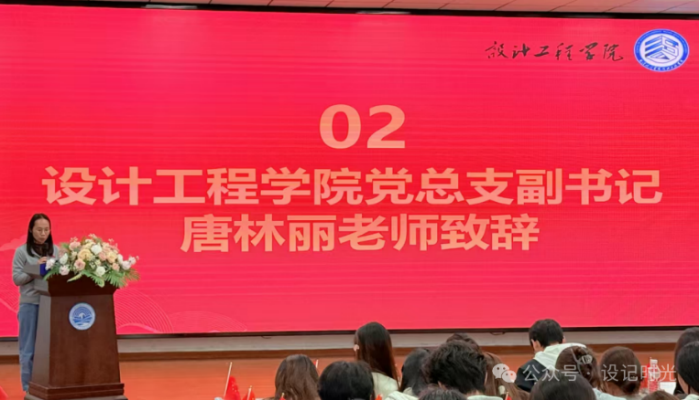 设计工程学院
02
设计工程学院党总支副书记
唐林丽老师致辞
公众号·设记时光